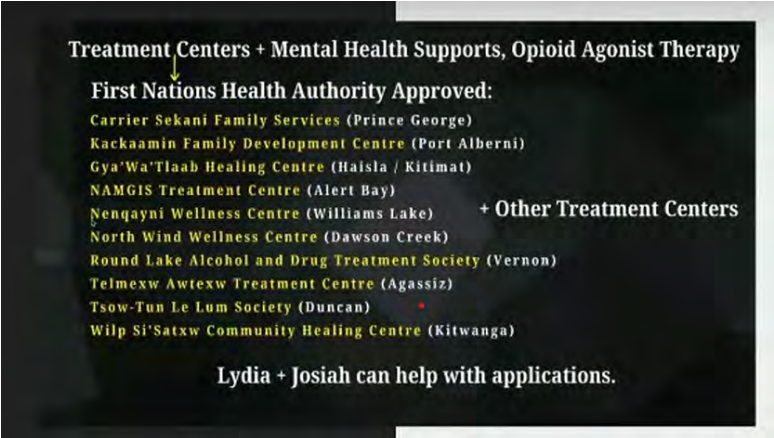 Treatment Centers + Mental Health Supports, Opioid Agonist Therapy
First Nations Health Authority Approved:
Carrier Sekani Family Services (Prince George)
Kackaamin Family Development Centre (Port Alberni)
Gya'Wa'Tlaab Healing Centre (Haisla / Kitimat)
NAMGIS Treatment Centre (Alert Bay)
Nenqayni Wellness Centre (Williams Lake)
North Wind Wellness Centre (Dawson Creek)
Round Lake Alcohol and Drug Treatment Society (Vernon)
Telmexw Awtexw Treatment Centre (Agassiz)
Tsow-Tun Le Lum Society (Duncan)
Wilp Si'Satxw Community Healing Centre (Kitwanga)
+ Other Treatment Centers
Lydia + Josiah can help with applications.